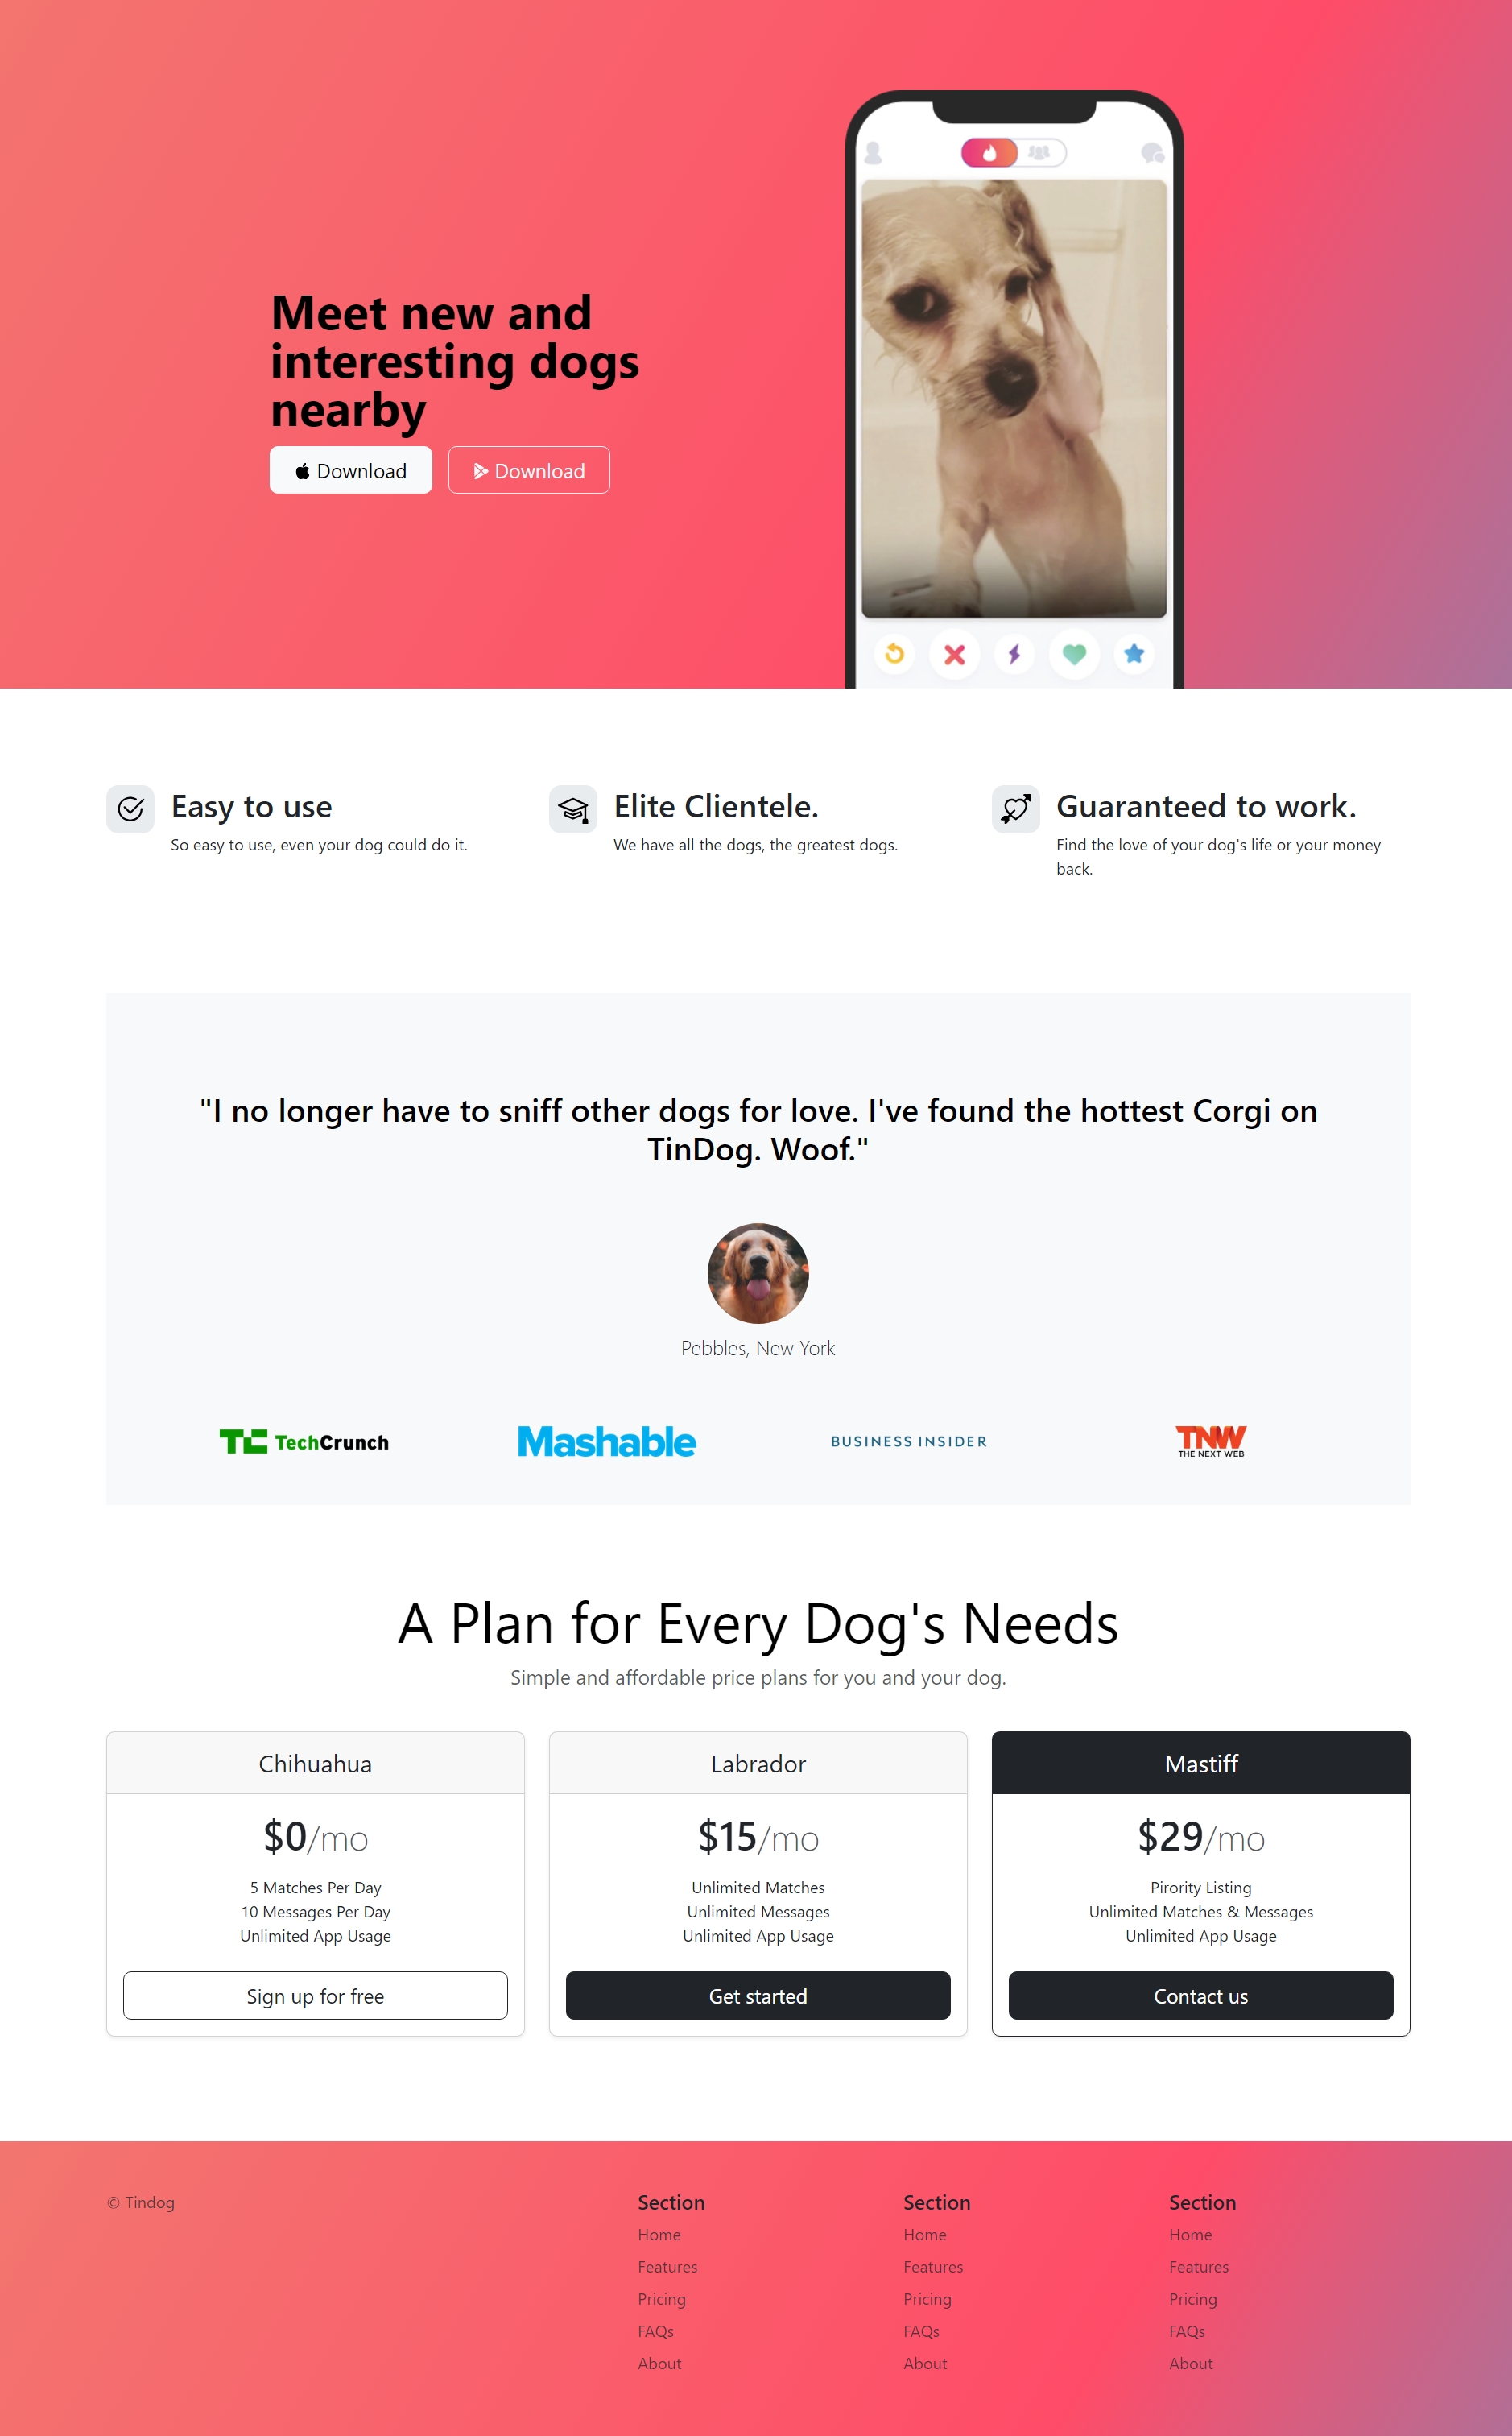 Meet new and
interesting dogs
nearby
Download
Download
Easy to use
So easy to use, even your dog could do it.
Elite Clientele.
We have all the dogs, the greatest dogs.
Guaranteed to work.
Find the love of your dog's life or your money
back.
"I no longer have to sniff other dogs for love. I've found the hottest Corgi on
TinDog. Woof."
Pebbles, New York
TC TechCrunch
Mashable
BUSINESS INSIDER
TNW
THE NEXT WEB
A Plan for Every Dog's Needs
Simple and affordable price plans for you and your dog.
Chihuahua
$0/mo
5 Matches Per Day
10 Messages Per Day
Unlimited App Usage
Sign up for free
Labrador
$15/mo
Unlimited Matches
Unlimited Messages
Unlimited App Usage
Get started
Mastiff
$29/mo
Pirority Listing
Unlimited Matches & Messages
Unlimited App Usage
Contact us
© Tindog
Section
Home
Features
Pricing
FAQs
About
Section
Home
Features
Pricing
FAQs
About
Section
Home
Features
Pricing
FAQs
About